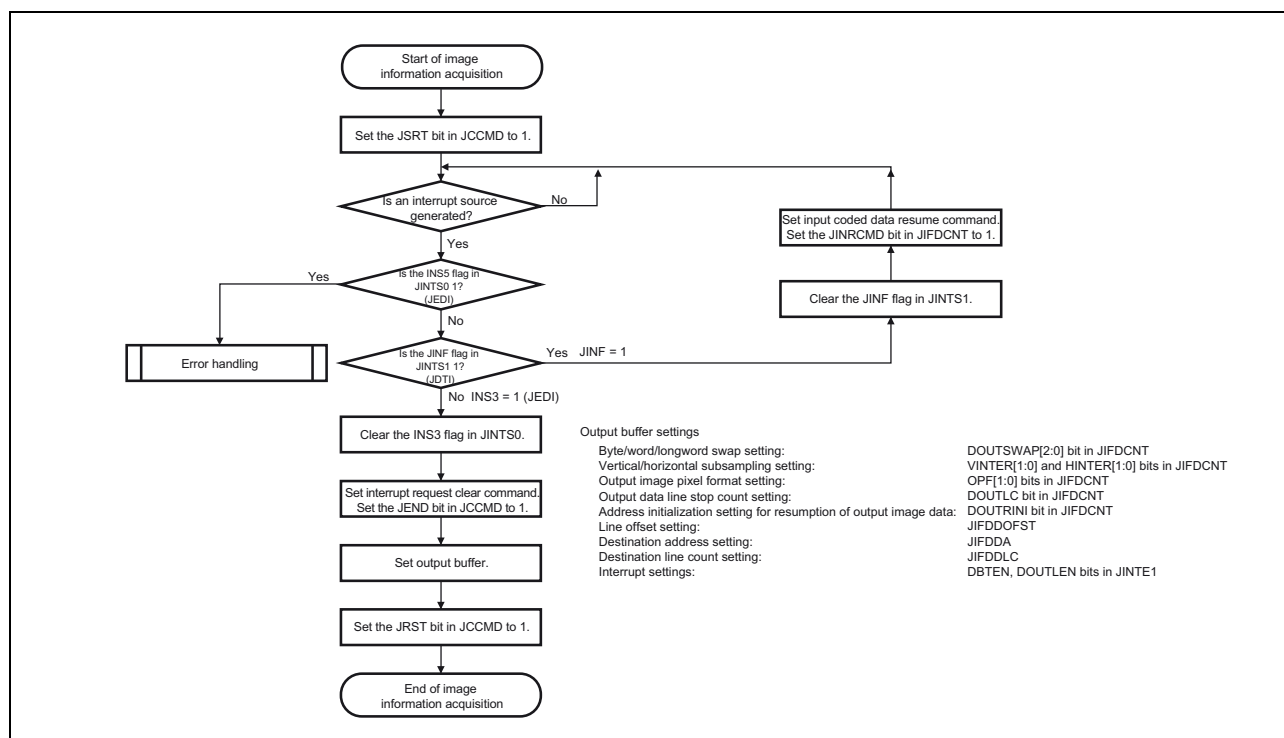 Start of image
information acquisition
Set the JSRT bit in JCCMD to 1.
Is an interrupt source
generated?
No
Yes
Set input coded data resume command.
Set the JINRCMD bit in JIFDCNT to 1.
Is the INS5 flag in
JINTS0 1?
(JEDI)
Yes
No
Clear the JINF flag in JINTS1.
Error handling
Is the JINF flag in
JINTS1 1?
(JDTI)
Yes JINF = 1
No INS3 = 1 (JEDI)
Clear the INS3 flag in JINTS0.
Set interrupt request clear command.
Set the JEND bit in JCCMD to 1.
Set output buffer.
Set the JRST bit in JCCMD to 1.
End of image
information acquisition
Output buffer settings
Byte/word/longword swap setting: DOUTSWAP[2:0] bit in JIFDCNT
Vertical/horizontal subsampling setting: VINTER[1:0] and HINTER[1:0] bits in JIFDCNT
Output image pixel format setting: OPF[1:0] bits in JIFDCNT
Output data line stop count setting: DOUTLC bit in JIFDCNT
Address initialization setting for resumption of output image data: DOUTRINI bit in JIFDCNT
Line offset setting: JIFDDOFST
Destination address setting: JIFDDA
Destination line count setting: JIFDDLC
Interrupt settings: DBTEN, DOUTLEN bits in JINTE1